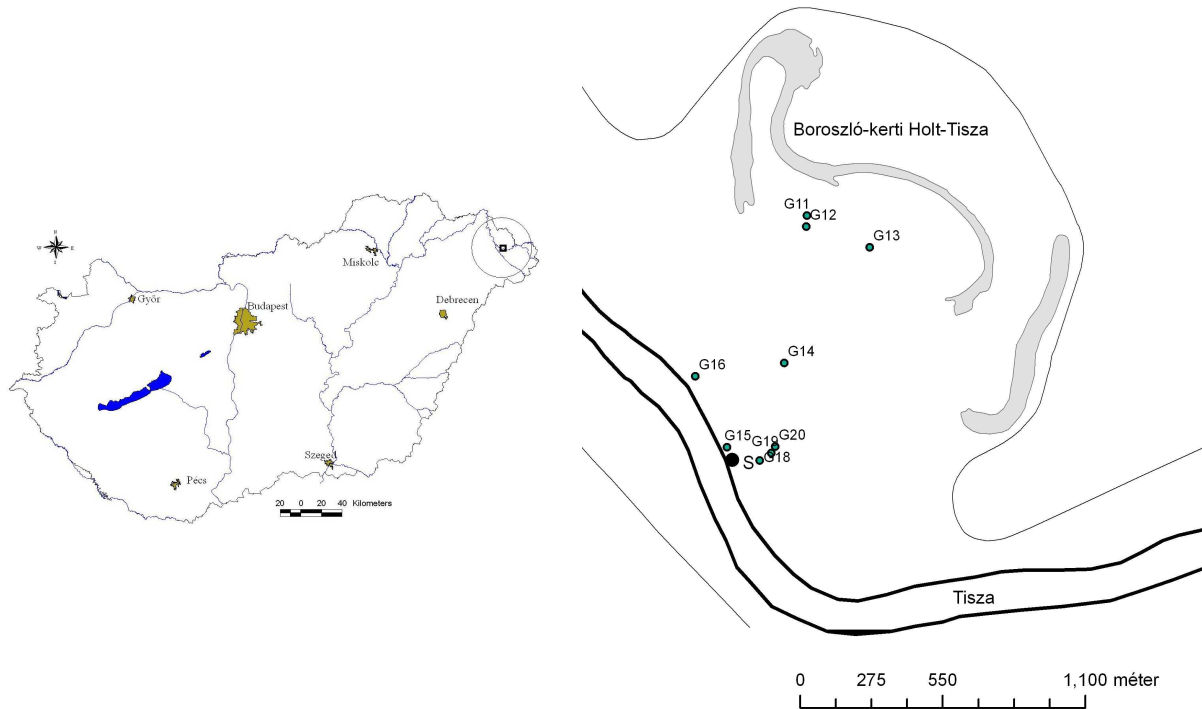 N
W
E
S
Miskolc
Győr
Budapest
Debrecen
Szeged
Pécs
20 0 20 40 Kilometers
Boroszló-kerti Holt-Tisza
G11
G12
G13
G14
G16
G15
G19
G20
S
G18
Tisza
0 275 550 1,100 méter